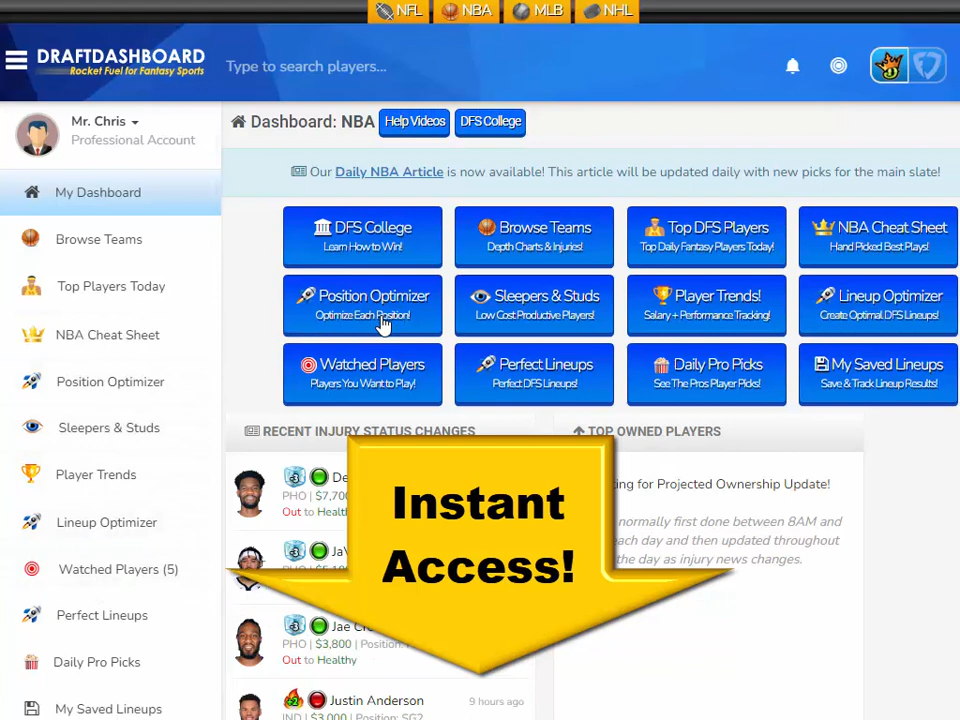 NFL NBA MLB NHL
DRAFTDASHBOARD
Rocket Fuel for Fantasy Sports
Type to search players...
Mr. Chris
Professional Account
Dashboard: NBA Help Videos DFS College
Our Daily NBA Article is now available! This article will be updated daily with new picks for the main slate!
My Dashboard
Browse Teams
Top Players Today
NBA Cheat Sheet
Position Optimizer
Sleepers & Studs
Player Trends
Lineup Optimizer
Watched Players (5)
Perfect Lineups
Daily Pro Picks
My Saved Lineups
DFS College
Learn How to Win!
Browse Teams
Depth Charts & Injuries!
Top DFS Players
Top Daily Fantasy Players Today!
NBA Cheat Sheet
Hand Picked Best Plays!
Position Optimizer
Optimize Each Position!
Sleepers & Studs
Low Cost Productive Players!
Player Trends!
Salary + Performance Tracking!
Lineup Optimizer
Create Optimal DFS Lineups!
Watched Players
Players You Want to Play!
Perfect Lineups
Perfect DFS Lineups!
Daily Pro Picks
See The Pros Player Picks!
My Saved Lineups
Save & Track Lineup Results!
RECENT INJURY STATUS CHANGES
PHO | $7,700
Out to Health
PHO | $3,800 | Position:
Out to Healthy
Justin Anderson 9 hours ago
IND | $3,000 | Position: SG2
TOP OWNED PLAYERS
for Projected Ownership Update!
normally first done between 8AM and
each day and then updated throughout
the day as injury news changes.
Instant
Access!